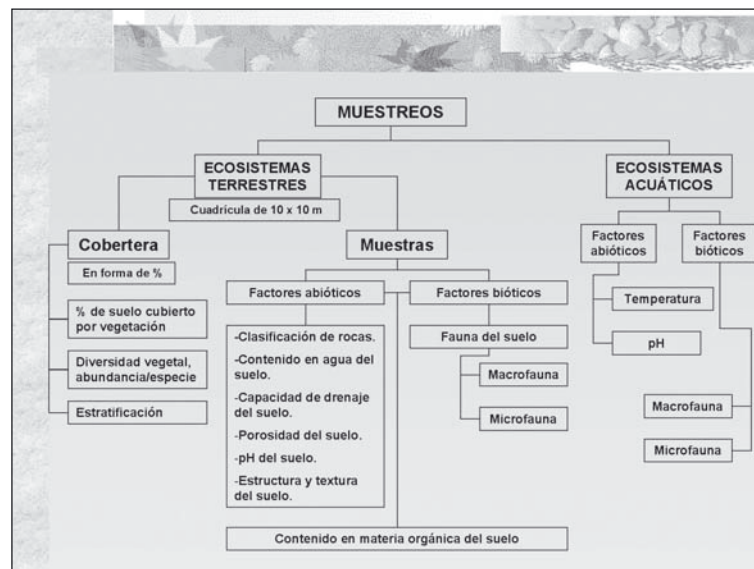 MUESTREOS
ECOSISTEMAS
TERRESTRES
Cuadrícula de 10 x 10 m
ECOSISTEMAS
ACUÁTICOS
Cobertera
En forma de %
% de suelo cubierto
por vegetación
Diversidad vegetal,
abundancia/especie
Estratificación
Muestras
Factores abióticos
-Clasificación de rocas.
-Contenido en agua del
suelo.
-Capacidad de drenaje
del suelo.
-Porosidad del suelo.
-pH del suelo.
-Estructura y textura
del suelo.
Factores bióticos
Fauna del suelo
Macrofauna
Microfauna
Contenido en materia orgánica del suelo
Factores
abióticos
Temperatura
pH
Factores
bióticos
Macrofauna
Microfauna